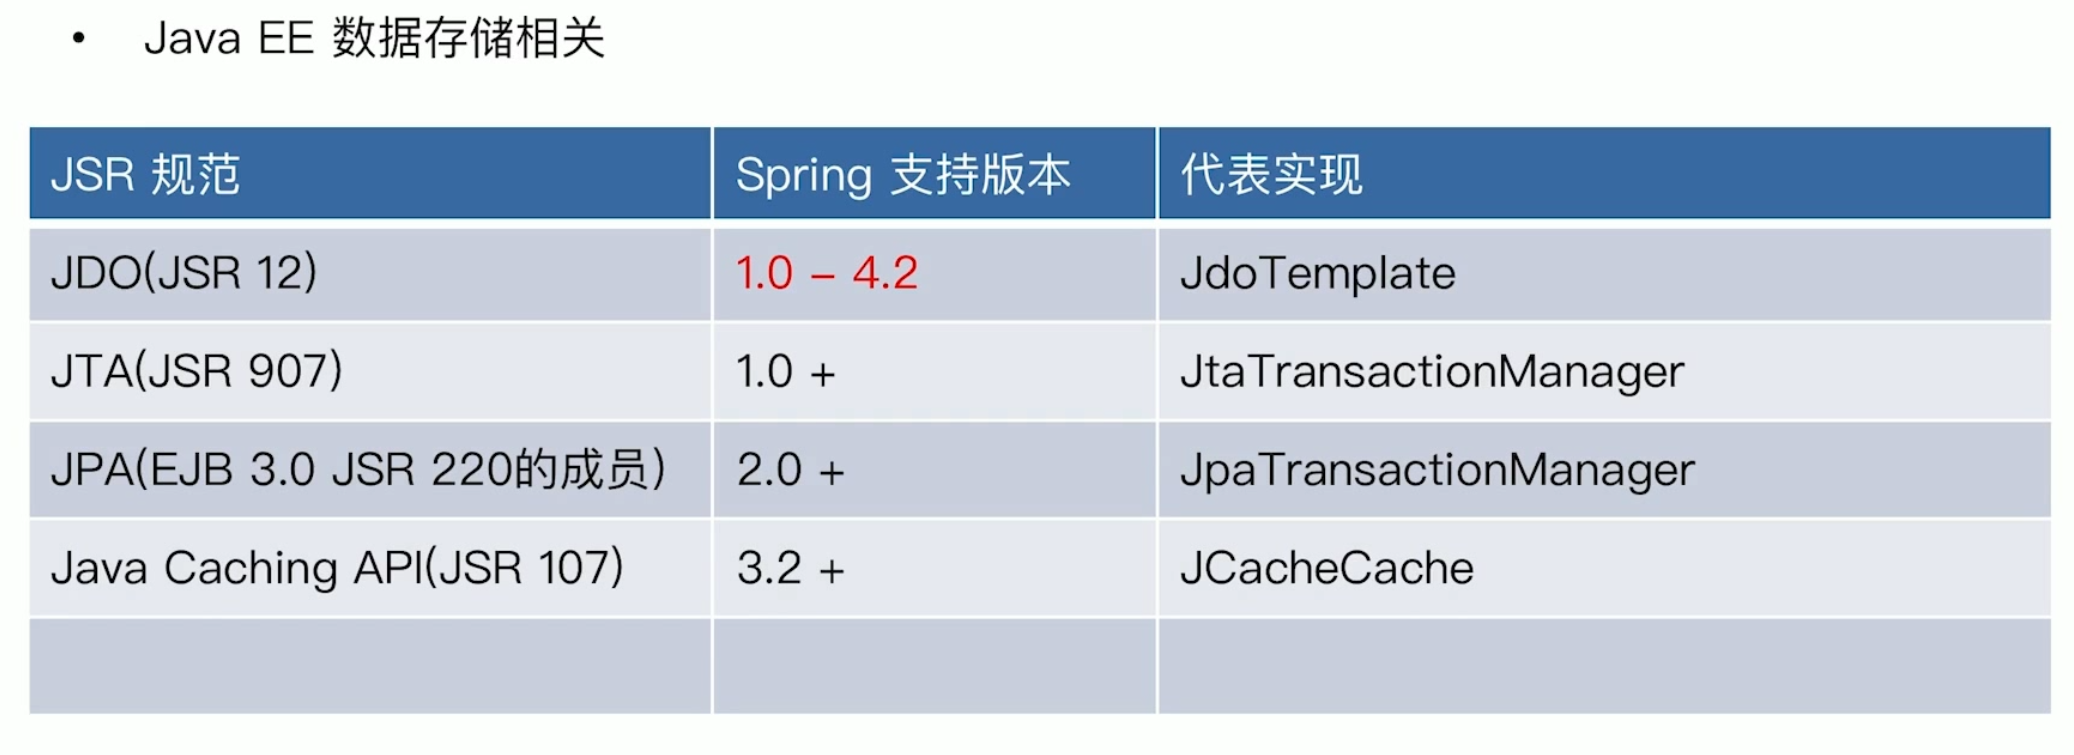 • Java EE 数据存储相关
JSR 规范 Spring 支持版本 代表实现
JDO(JSR 12) 1.0 – 4.2 JdoTemplate
JTA(JSR 907) 1.0 + JtaTransactionManager
JPA(EJB 3.0 JSR 220的成员) 2.0 + JpaTransactionManager
Java Caching API(JSR 107) 3.2 + JCacheCache